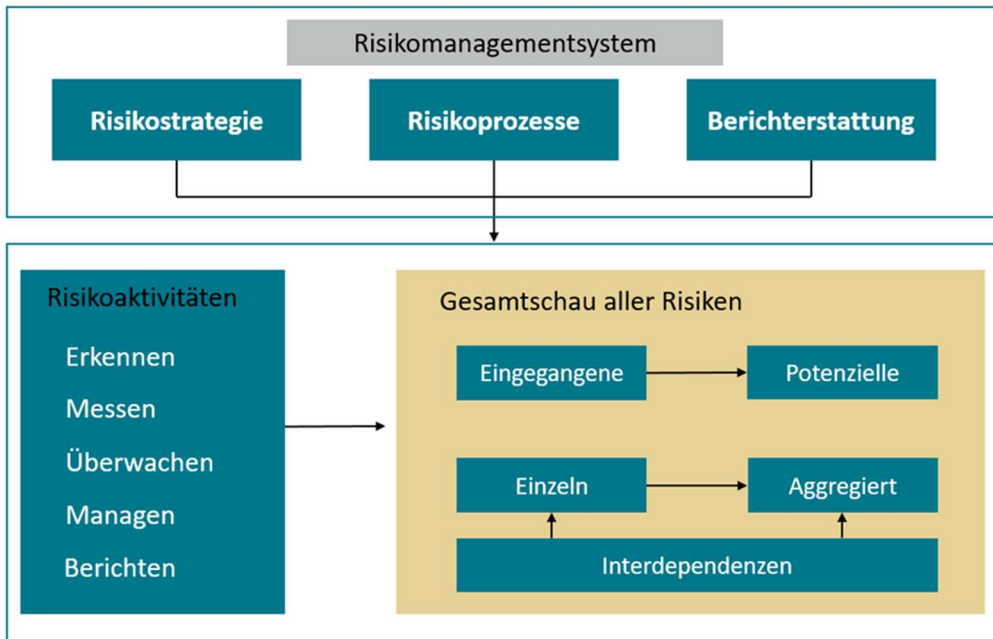 Risikomanagementsystem
Risikostrategie
Risikoprozesse
Berichterstattung
Risikoaktivitäten
Erkennen
Messen
Überwachen
Managen
Berichten
Gesamtschau aller Risiken
Eingegangene
Potenzielle
Einzeln
Aggregiert
Interdependenzen